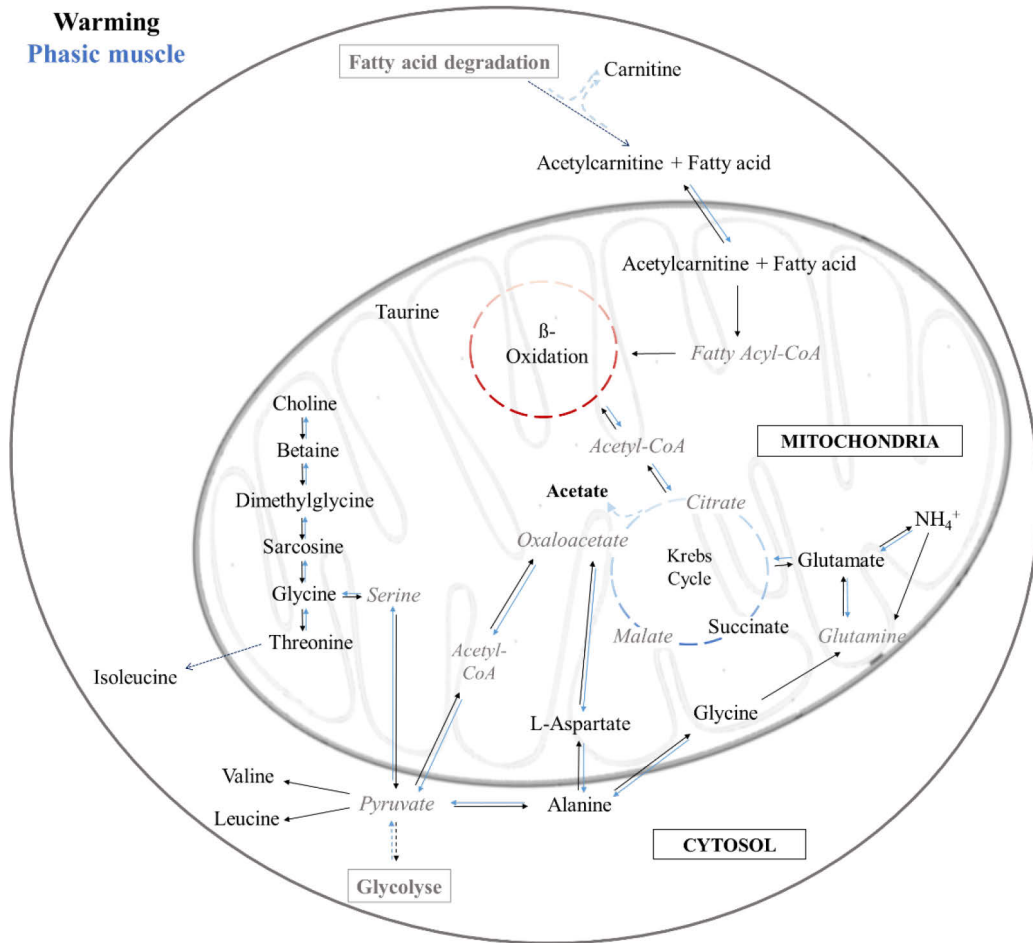 Warming
Phasic muscle
Fatty acid degradation
Carnitine
Acetylcarnitine + Fatty acid
Acetylcarnitine + Fatty acid
Taurine
ß-
Oxidation
Fatty Acyl-CoA
Choline
Betaine
Dimethylglycine
Sarcosine
Glycine
Serine
Threonine
Isoleucine
Acetyl-CoA
MITOCHONDRIA
Acetate
Citrate
Oxaloacetate
Krebs
Cycle
Glutamate
NH₄⁺
Malate
Succinate
Glutamine
Acetyl-
CoA
L-Aspartate
Glycine
Valine
Leucine
Pyruvate
Alanine
CYTOSOL
Glycolyse